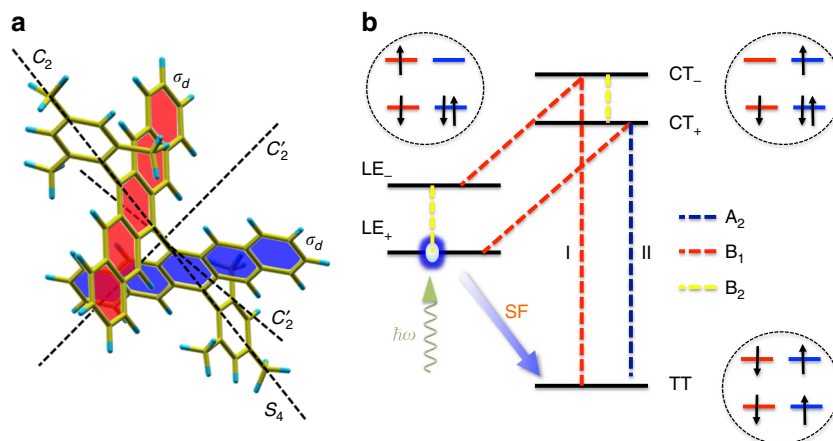 a
C₂
σd
C′₂
σd
C′₂
S₄
b
CT₋
CT₊
LE₋
LE₊
I
II
A₂
B₁
B₂
SF
ħω
TT